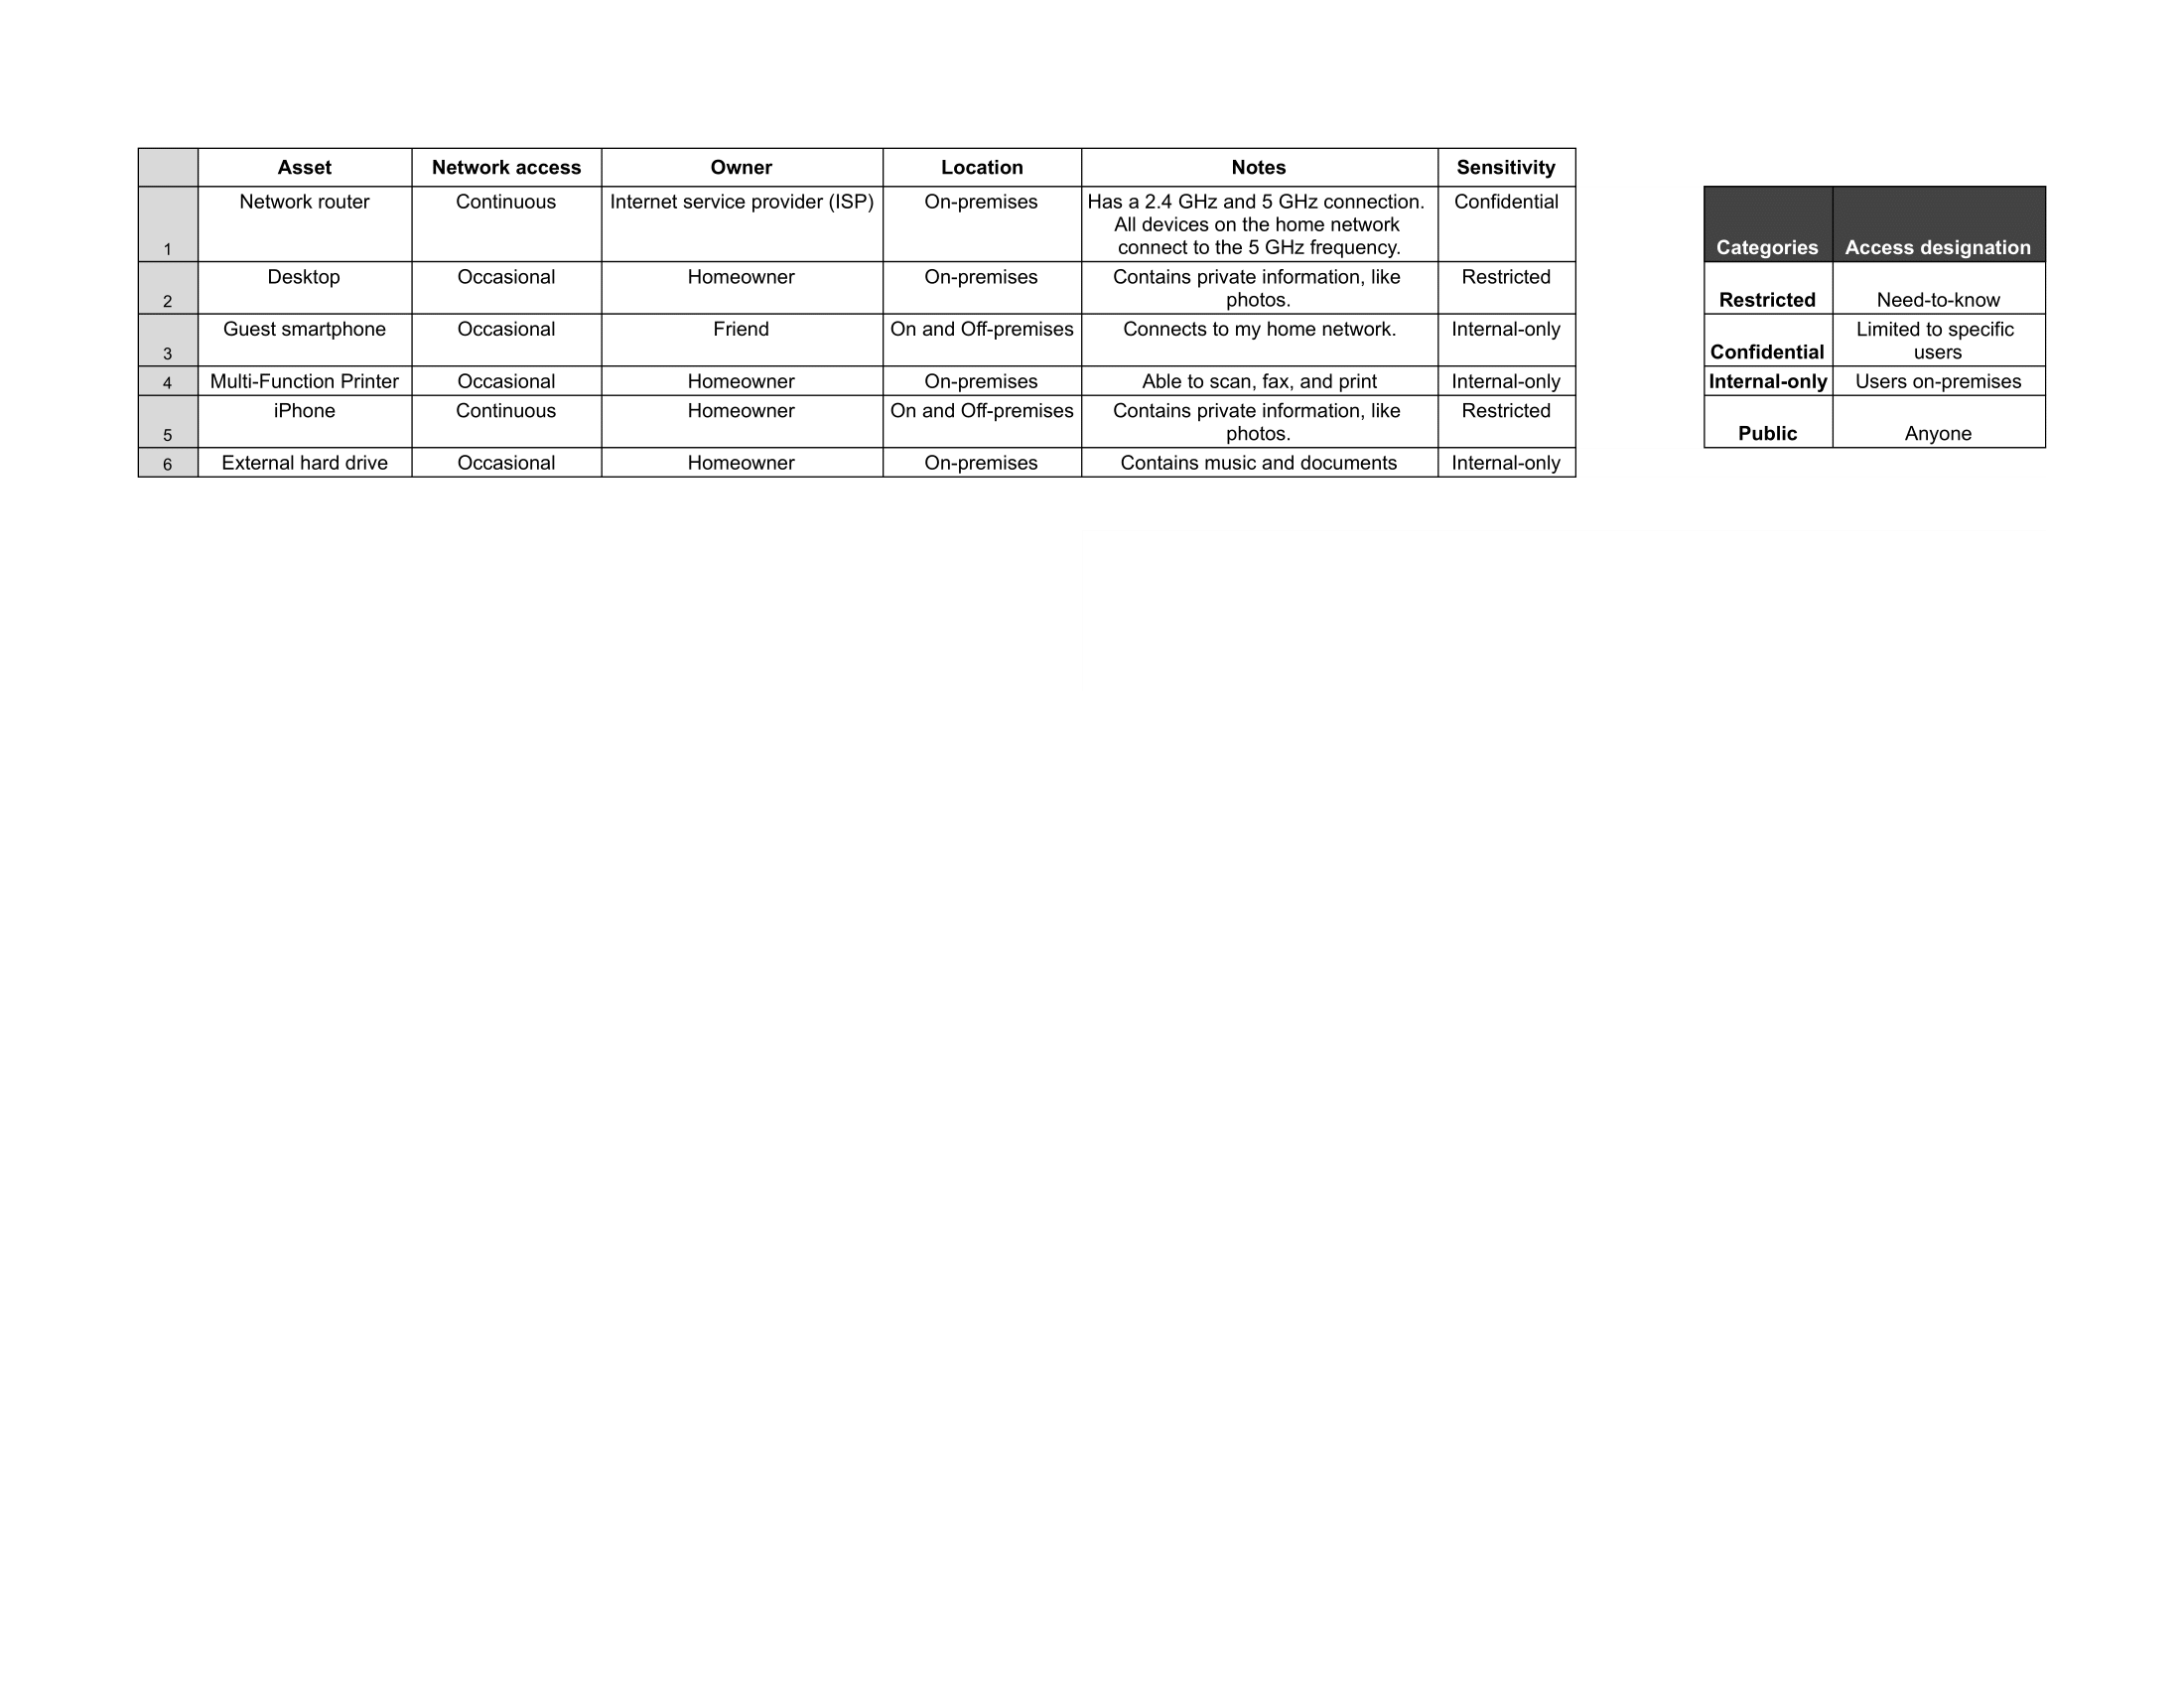 Asset Network access Owner Location Notes Sensitivity
1 Network router Continuous Internet service provider (ISP) On-premises Has a 2.4 GHz and 5 GHz connection. All devices on the home network connect to the 5 GHz frequency. Confidential
2 Desktop Occasional Homeowner On-premises Contains private information, like photos. Restricted
3 Guest smartphone Occasional Friend On and Off-premises Connects to my home network. Internal-only
4 Multi-Function Printer Occasional Homeowner On-premises Able to scan, fax, and print Internal-only
5 iPhone Continuous Homeowner On and Off-premises Contains private information, like photos. Restricted
6 External hard drive Occasional Homeowner On-premises Contains music and documents Internal-only
Categories Access designation
Restricted Need-to-know
Confidential Limited to specific users
Internal-only Users on-premises
Public Anyone